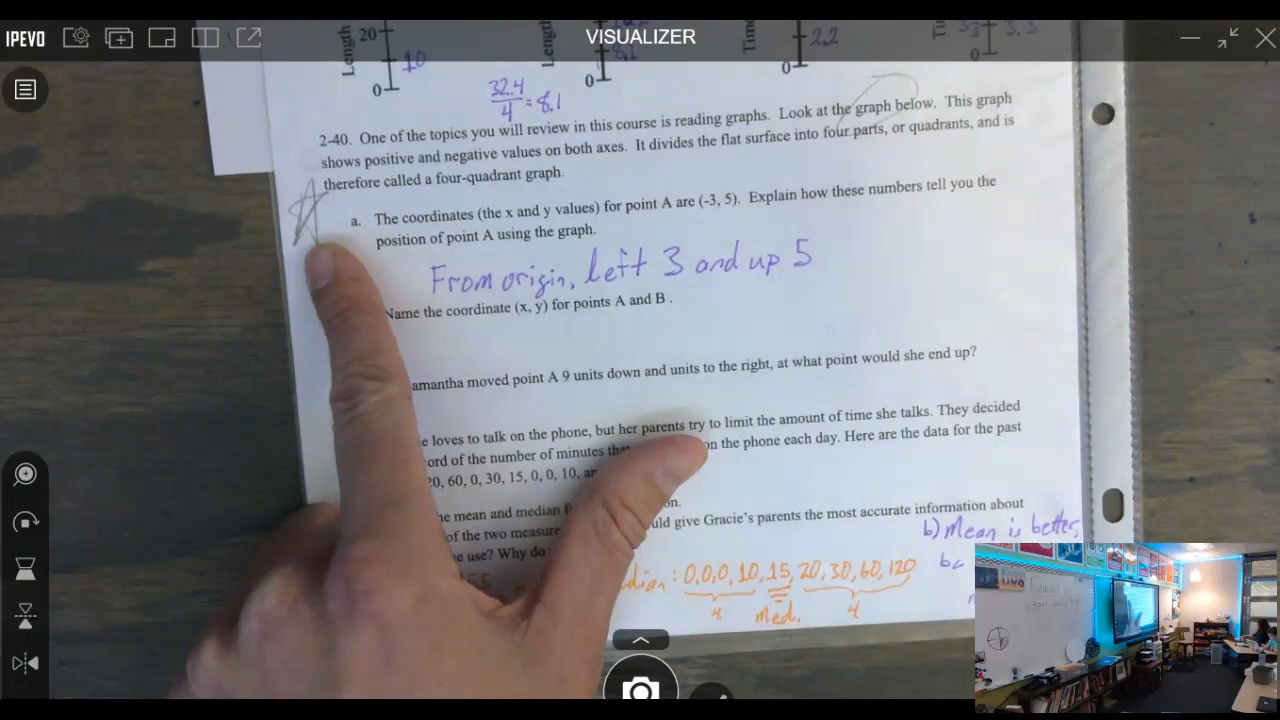 IPEVO
VISUALIZER
Length
20
10
0
Length
8.1
0
Time
2.2
0
3.3
0
32.4
4
= 8.1
2-40. One of the topics you will review in this course is reading graphs. Look at the graph below. This graph
shows positive and negative values on both axes. It divides the flat surface into four parts, or quadrants, and is
therefore called a four-quadrant graph.
a. The coordinates (the x and y values) for point A are (-3, 5). Explain how these numbers tell you the
position of point A using the graph.
From origin, left 3 and up 5
Name the coordinate (x, y) for points A and B .
amantha moved point A 9 units down and units to the right, at what point would she end up?
e loves to talk on the phone, but her parents try to limit the amount of time she talks. They decided
ord of the number of minutes on the phone each day. Here are the data for the past
20, 60, 0, 30, 15, 0, 0, 10,
he mean and median
of the two measure uld give Gracie's parents the most accurate information about
e use? Why do
b) Mean is better,
dian : 0,0,0,10,15,20,30,60,120
4
Med.
4